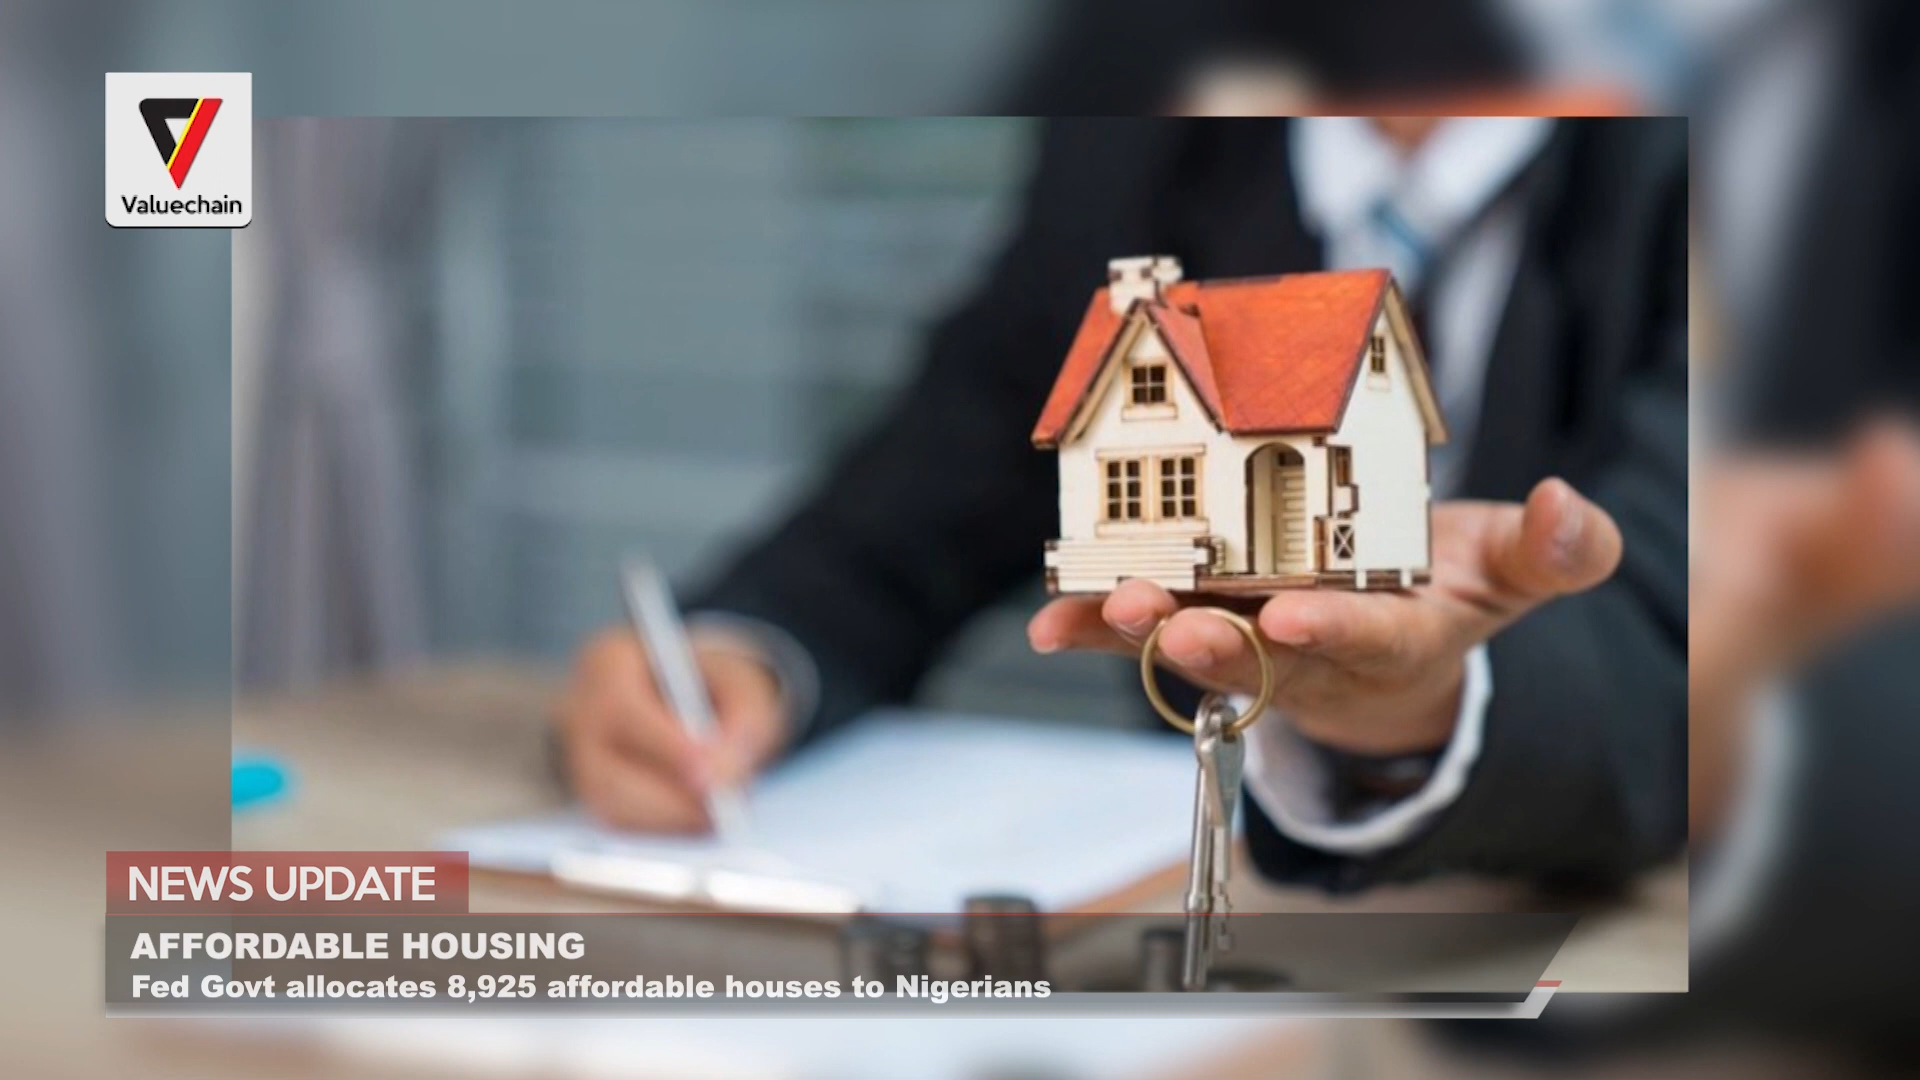 Valuechain
NEWS UPDATE
AFFORDABLE HOUSING
Fed Govt allocates 8,925 affordable houses to Nigerians